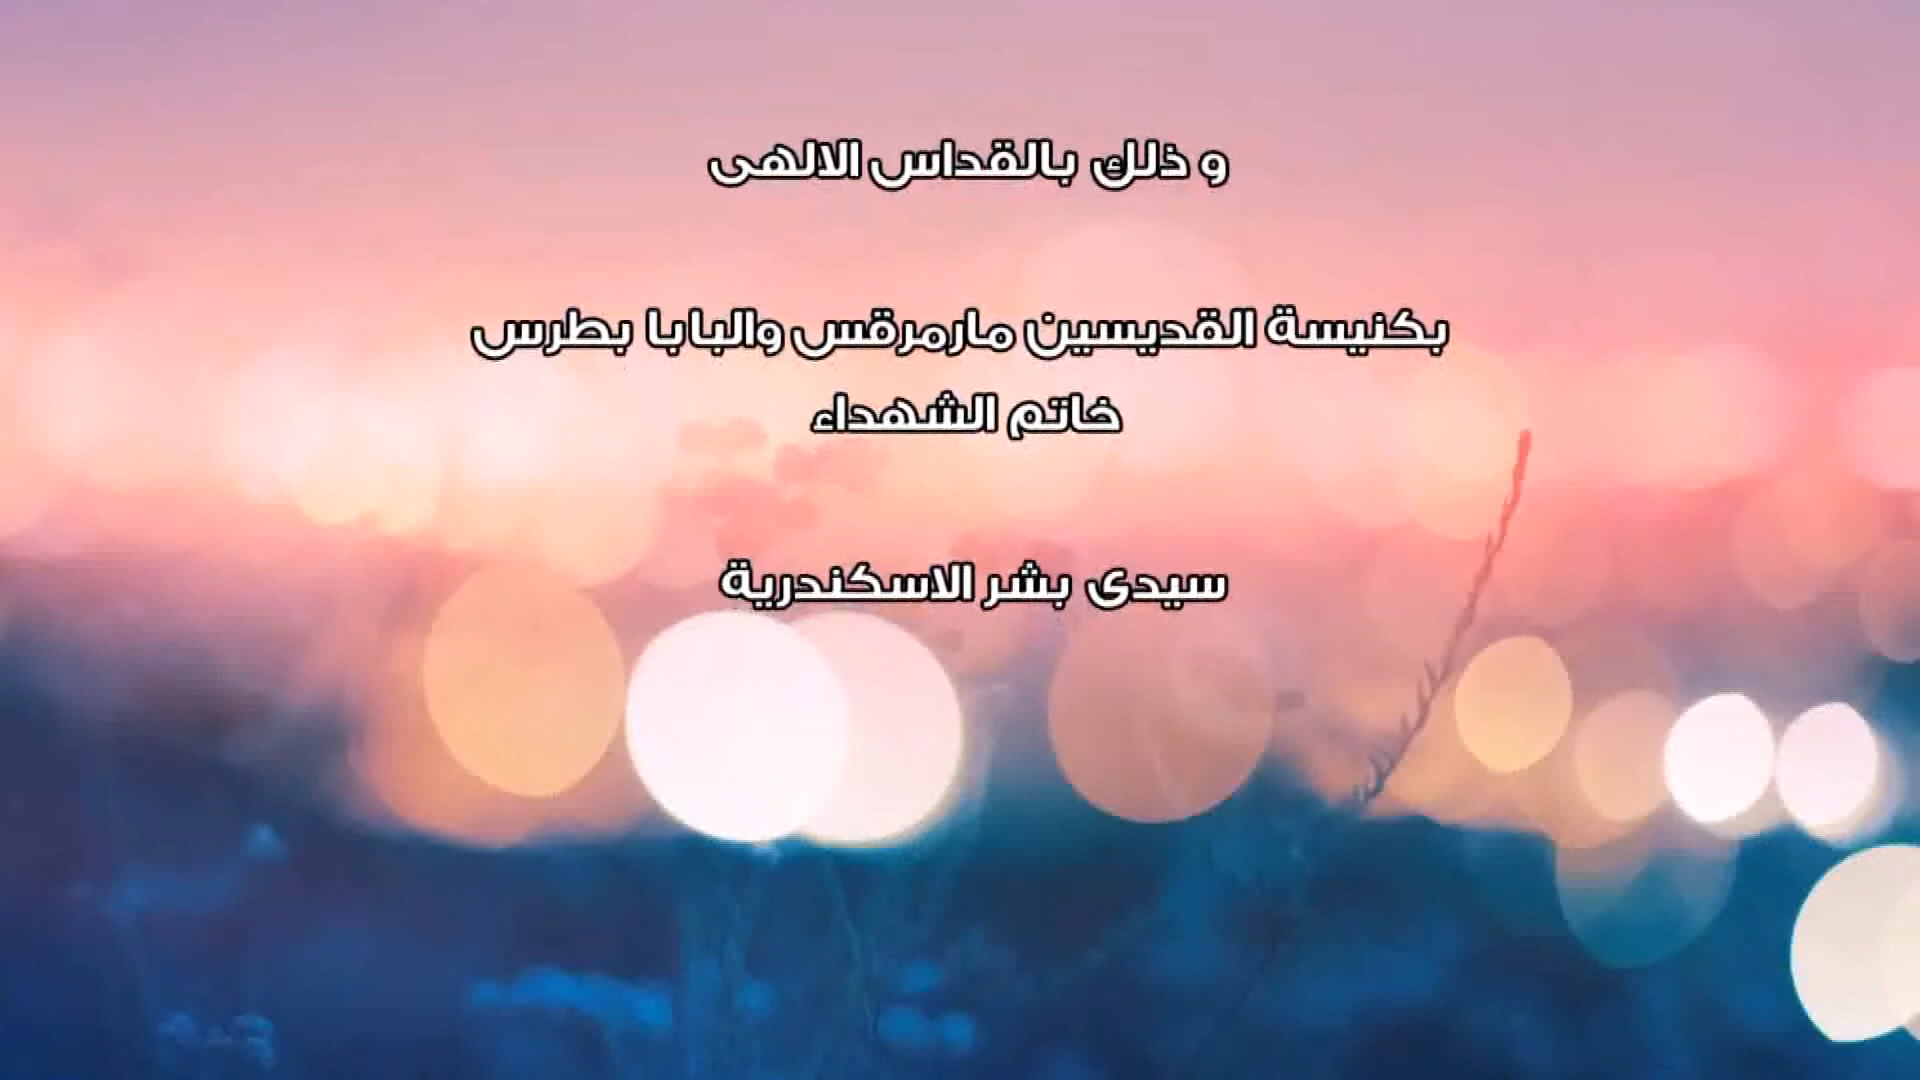 و ذلك بالقداس الالهى
بكنيسة القديسين مارمرقس والبابا بطرس
خاتم الشهداء
سيدى بشر الاسكندرية